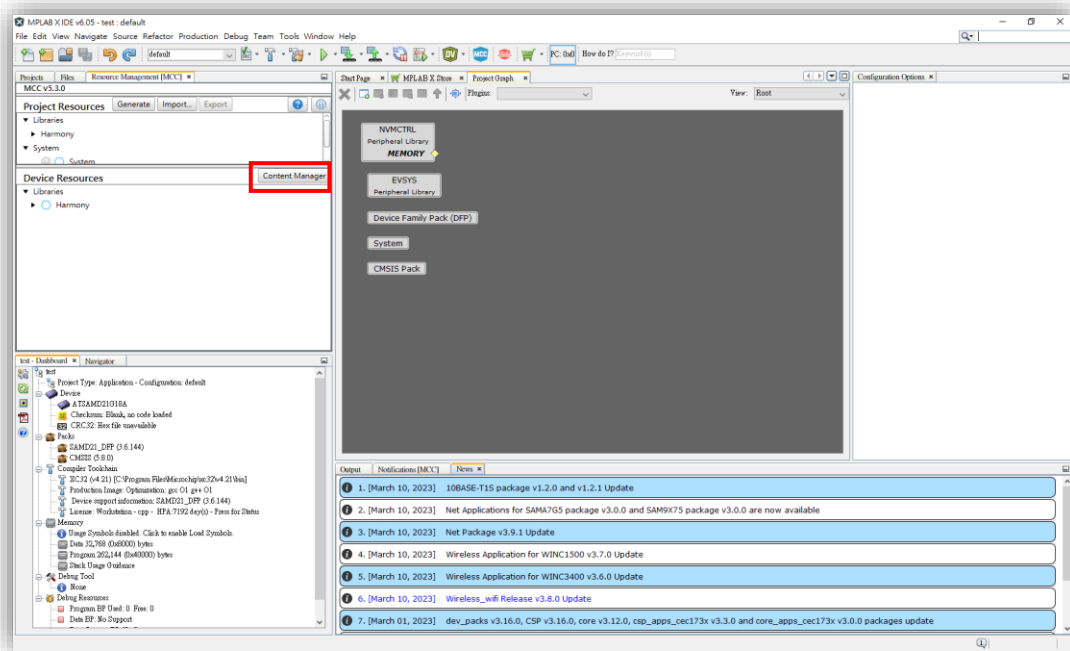 MPLAB X IDE v6.05 - test : default
File Edit View Navigate Source Refactor Production Debug Team Tools Window Help
default
PC: 0x0
How do I? (Keyword(s))
Projects Files Resource Management [MCC]
MCC v5.3.0
Project Resources Generate Import... Export
Libraries
Harmony
System
System
Device Resources Content Manager
Libraries
Harmony
Start Page MPLAB X Store Project Graph
Plugins: View: Root
NVMCTRL
Peripheral Library
MEMORY
EVSYS
Peripheral Library
Device Family Pack (DFP)
System
CMSIS Pack
Configuration Options
test - Dashboard Navigator
test
Project Type: Application - Configuration: default
Device
ATSAMD21G18A
Checksum: Blank, no code loaded
CRC32: Hex file unavailable
Packs
SAMD21_DFP (3.6.144)
CMSIS (5.8.0)
Compiler Toolchain
XC32 (v4.21) [C:\Program Files\Microchip\xc32\v4.21\bin]
Production Image: Optimization: gcc O1 g++ O1
Device support information: SAMD21_DFP (3.6.144)
License: Workstation - cpp - HPA:7192 day(s) - Press for Status
Memory
Usage Symbols disabled. Click to enable Load Symbols.
Data 32,768 (0x8000) bytes
Program 262,144 (0x40000) bytes
Stack Usage Guidance
Debug Tool
None
Debug Resources
Program BP Used: 0 Free: 0
Data BP: No Support
Output Notifications [MCC] News
1. [March 10, 2023] 10BASE-T1S package v1.2.0 and v1.2.1 Update
2. [March 10, 2023] Net Applications for SAMA7G5 package v3.0.0 and SAM9X75 package v3.0.0 are now available
3. [March 10, 2023] Net Package v3.9.1 Update
4. [March 10, 2023] Wireless Application for WINC1500 v3.7.0 Update
5. [March 10, 2023] Wireless Application for WINC3400 v3.6.0 Update
6. [March 10, 2023] Wireless_wifi Release v3.8.0 Update
7. [March 01, 2023] dev_packs v3.16.0, CSP v3.16.0, core v3.12.0, csp_apps_cec173x v3.3.0 and core_apps_cec173x v3.0.0 packages update